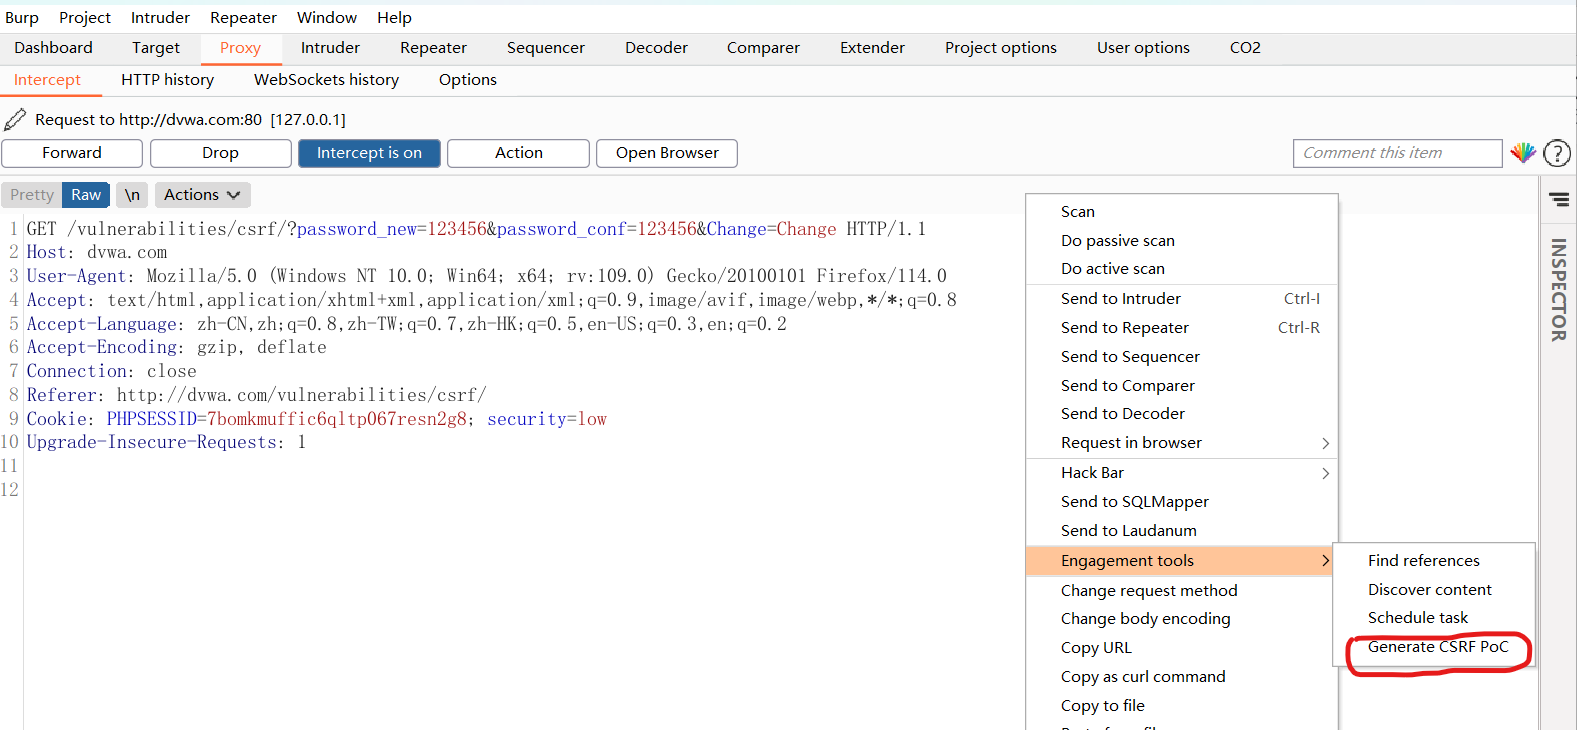 Burp Project Intruder Repeater Window Help
Dashboard Target Proxy Intruder Repeater Sequencer Decoder Comparer Extender Project options User options CO2
Intercept HTTP history WebSockets history Options
Request to http://dvwa.com:80 [127.0.0.1]
Forward Drop Intercept is on Action Open Browser Comment this item ?
Pretty Raw \n Actions
1 GET /vulnerabilities/csrf/?password_new=123456&password_conf=123456&Change=Change HTTP/1.1
2 Host: dvwa.com
3 User-Agent: Mozilla/5.0 (Windows NT 10.0; Win64; x64; rv:109.0) Gecko/20100101 Firefox/114.0
4 Accept: text/html,application/xhtml+xml,application/xml;q=0.9,image/avif,image/webp,*/*;q=0.8
5 Accept-Language: zh-CN,zh;q=0.8,zh-TW;q=0.7,zh-HK;q=0.5,en-US;q=0.3,en;q=0.2
6 Accept-Encoding: gzip, deflate
7 Connection: close
8 Referer: http://dvwa.com/vulnerabilities/csrf/
9 Cookie: PHPSESSID=7bomkmuffic6qltp067resn2g8; security=low
10 Upgrade-Insecure-Requests: 1
11
12
Scan
Do passive scan
Do active scan
Send to Intruder Ctrl-I
Send to Repeater Ctrl-R
Send to Sequencer
Send to Comparer
Send to Decoder
Request in browser
Hack Bar
Send to SQLMapper
Send to Laudanum
Engagement tools
Change request method
Change body encoding
Copy URL
Copy as curl command
Copy to file
Find references
Discover content
Schedule task
Generate CSRF PoC
INSPECTOR